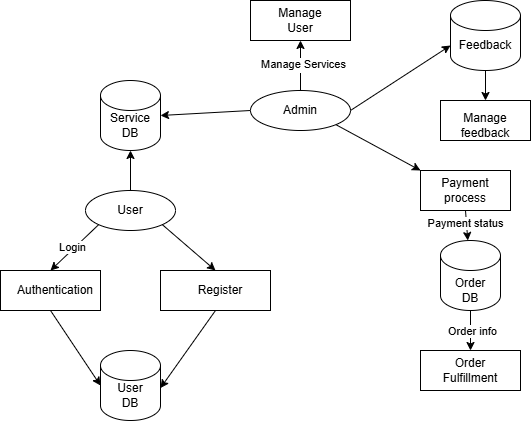 Manage
User
Feedback
Manage Services
Service
DB
Admin
Manage
feedback
Payment
process
User
Payment status
Login
Authentication
Register
Order
DB
Order info
User
DB
Order
Fulfillment